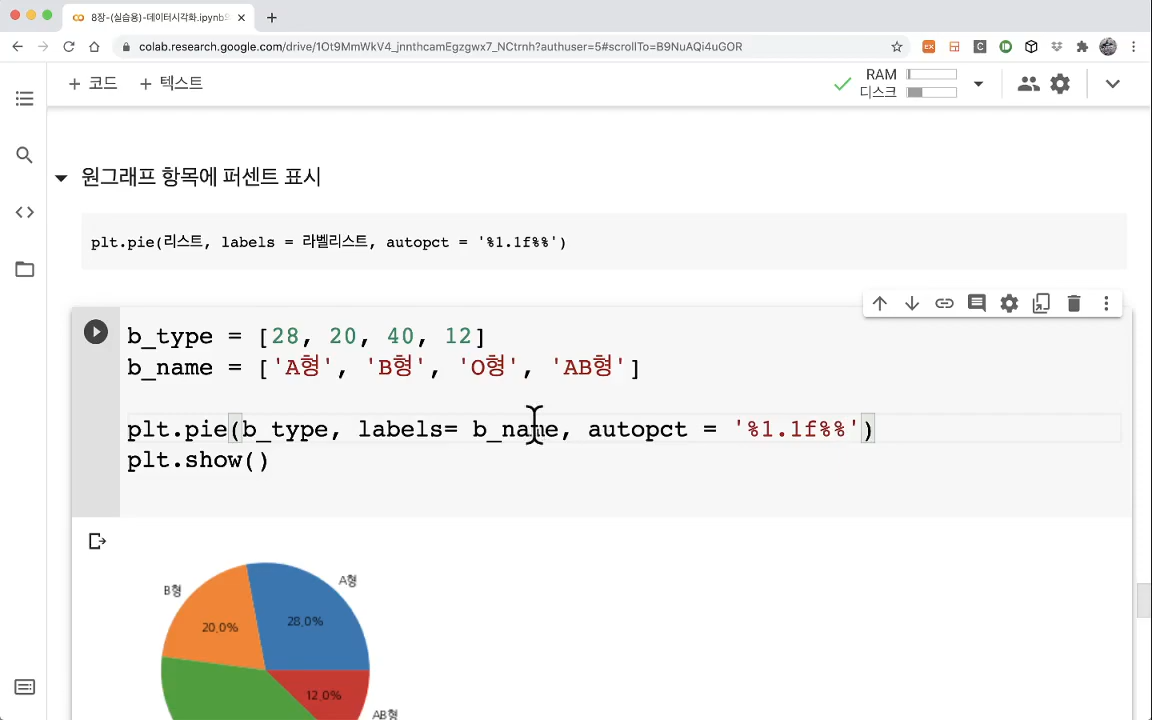 8장-(실습용)-데이터시각화.ipynb
colab.research.google.com/drive/1Ot9MmWkV4_jnnthcamEgzgwx7_NCtrnh?authuser=5#scrollTo=B9NuAQi4uGOR
+ 코드 + 텍스트
RAM
디스크
원그래프 항목에 퍼센트 표시
plt.pie(리스트, labels = 라벨리스트, autopct = '%1.1f%%')
b_type = [28, 20, 40, 12]
b_name = ['A형', 'B형', 'O형', 'AB형']
plt.pie(b_type, labels= b_name, autopct = '%1.1f%%')
plt.show()
A형
B형
28.0%
20.0%
12.0%
AB형